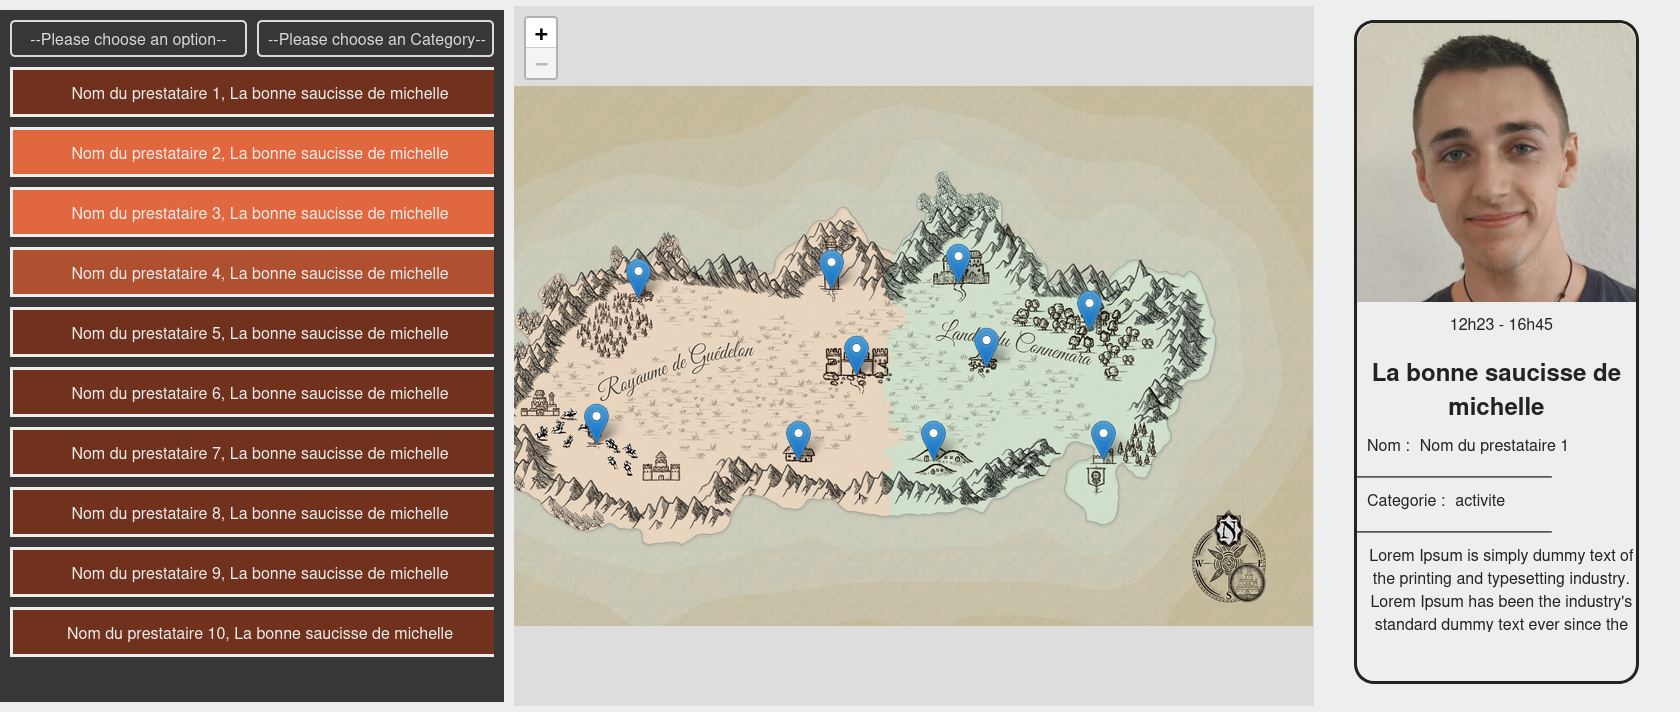 --Please choose an option--
--Please choose an Category--
Nom du prestataire 1, La bonne saucisse de michelle
Nom du prestataire 2, La bonne saucisse de michelle
Nom du prestataire 3, La bonne saucisse de michelle
Nom du prestataire 4, La bonne saucisse de michelle
Nom du prestataire 5, La bonne saucisse de michelle
Nom du prestataire 6, La bonne saucisse de michelle
Nom du prestataire 7, La bonne saucisse de michelle
Nom du prestataire 8, La bonne saucisse de michelle
Nom du prestataire 9, La bonne saucisse de michelle
Nom du prestataire 10, La bonne saucisse de michelle
+
−
Royaume de Guédelon
Connemara
N
W
E
S
12h23 - 16h45
La bonne saucisse de
michelle
Nom : Nom du prestataire 1
Categorie : activite
Lorem Ipsum is simply dummy text of
the printing and typesetting industry.
Lorem Ipsum has been the industry's
standard dummy text ever since the